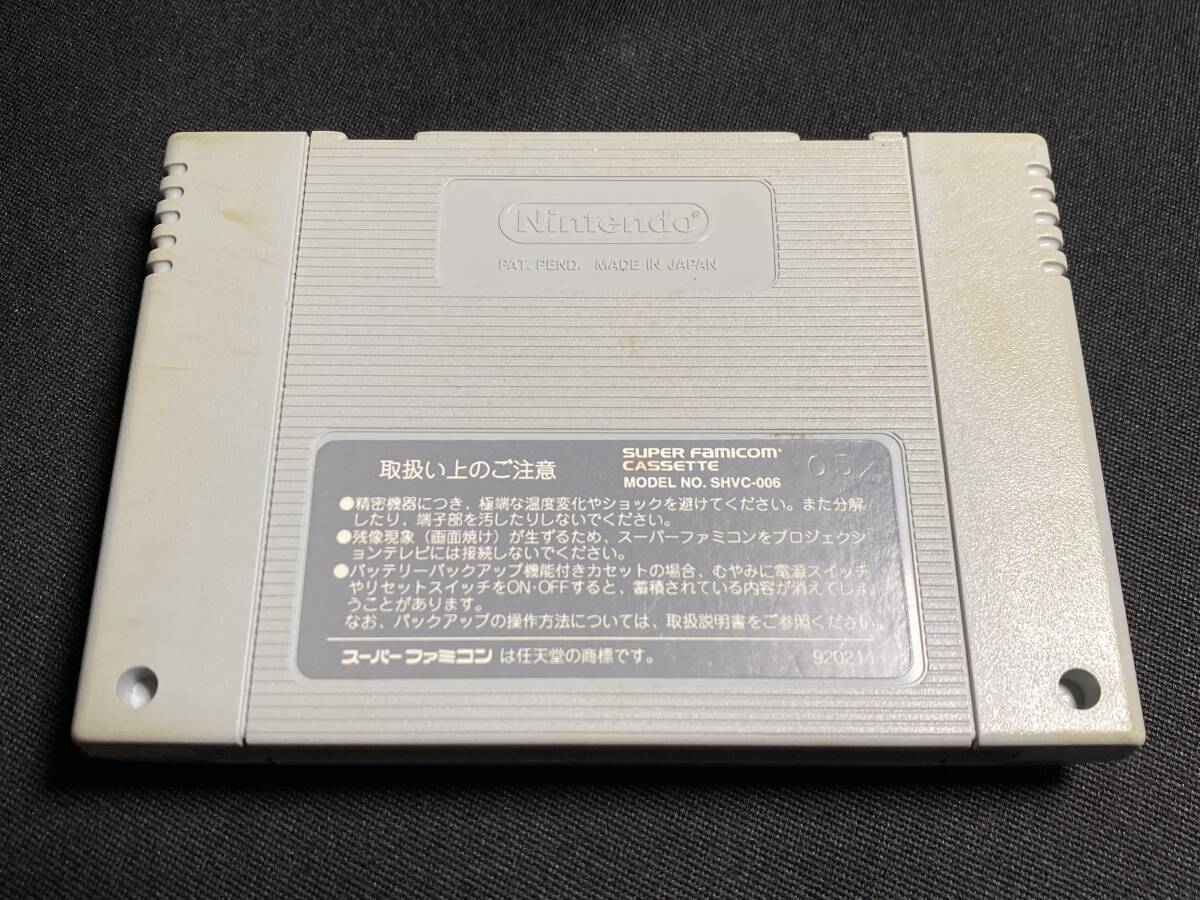 Nintendo®
PAT. PEND. MADE IN JAPAN
取扱い上のご注意
SUPER FAMICOM
CASSETTE
MODEL NO. SHVC-006
05
●精密機器につき、極端な温度変化やショックを避けてください。また分解
したり、端子部を汚したりしないでください。
●残像現象（画面焼け）が生ずるため、スーパーファミコンをプロジェクシ
ョンテレビには接続しないでください。
●バッテリーバックアップ機能付きカセットの場合、むやみに電源スイッチ
やリセットスイッチをON・OFFすると、蓄積されている内容が消えてしま
うことがあります。
なお、バックアップの操作方法については、取扱説明書をご参照ください。
スーパーファミコン は任天堂の商標です。
920211